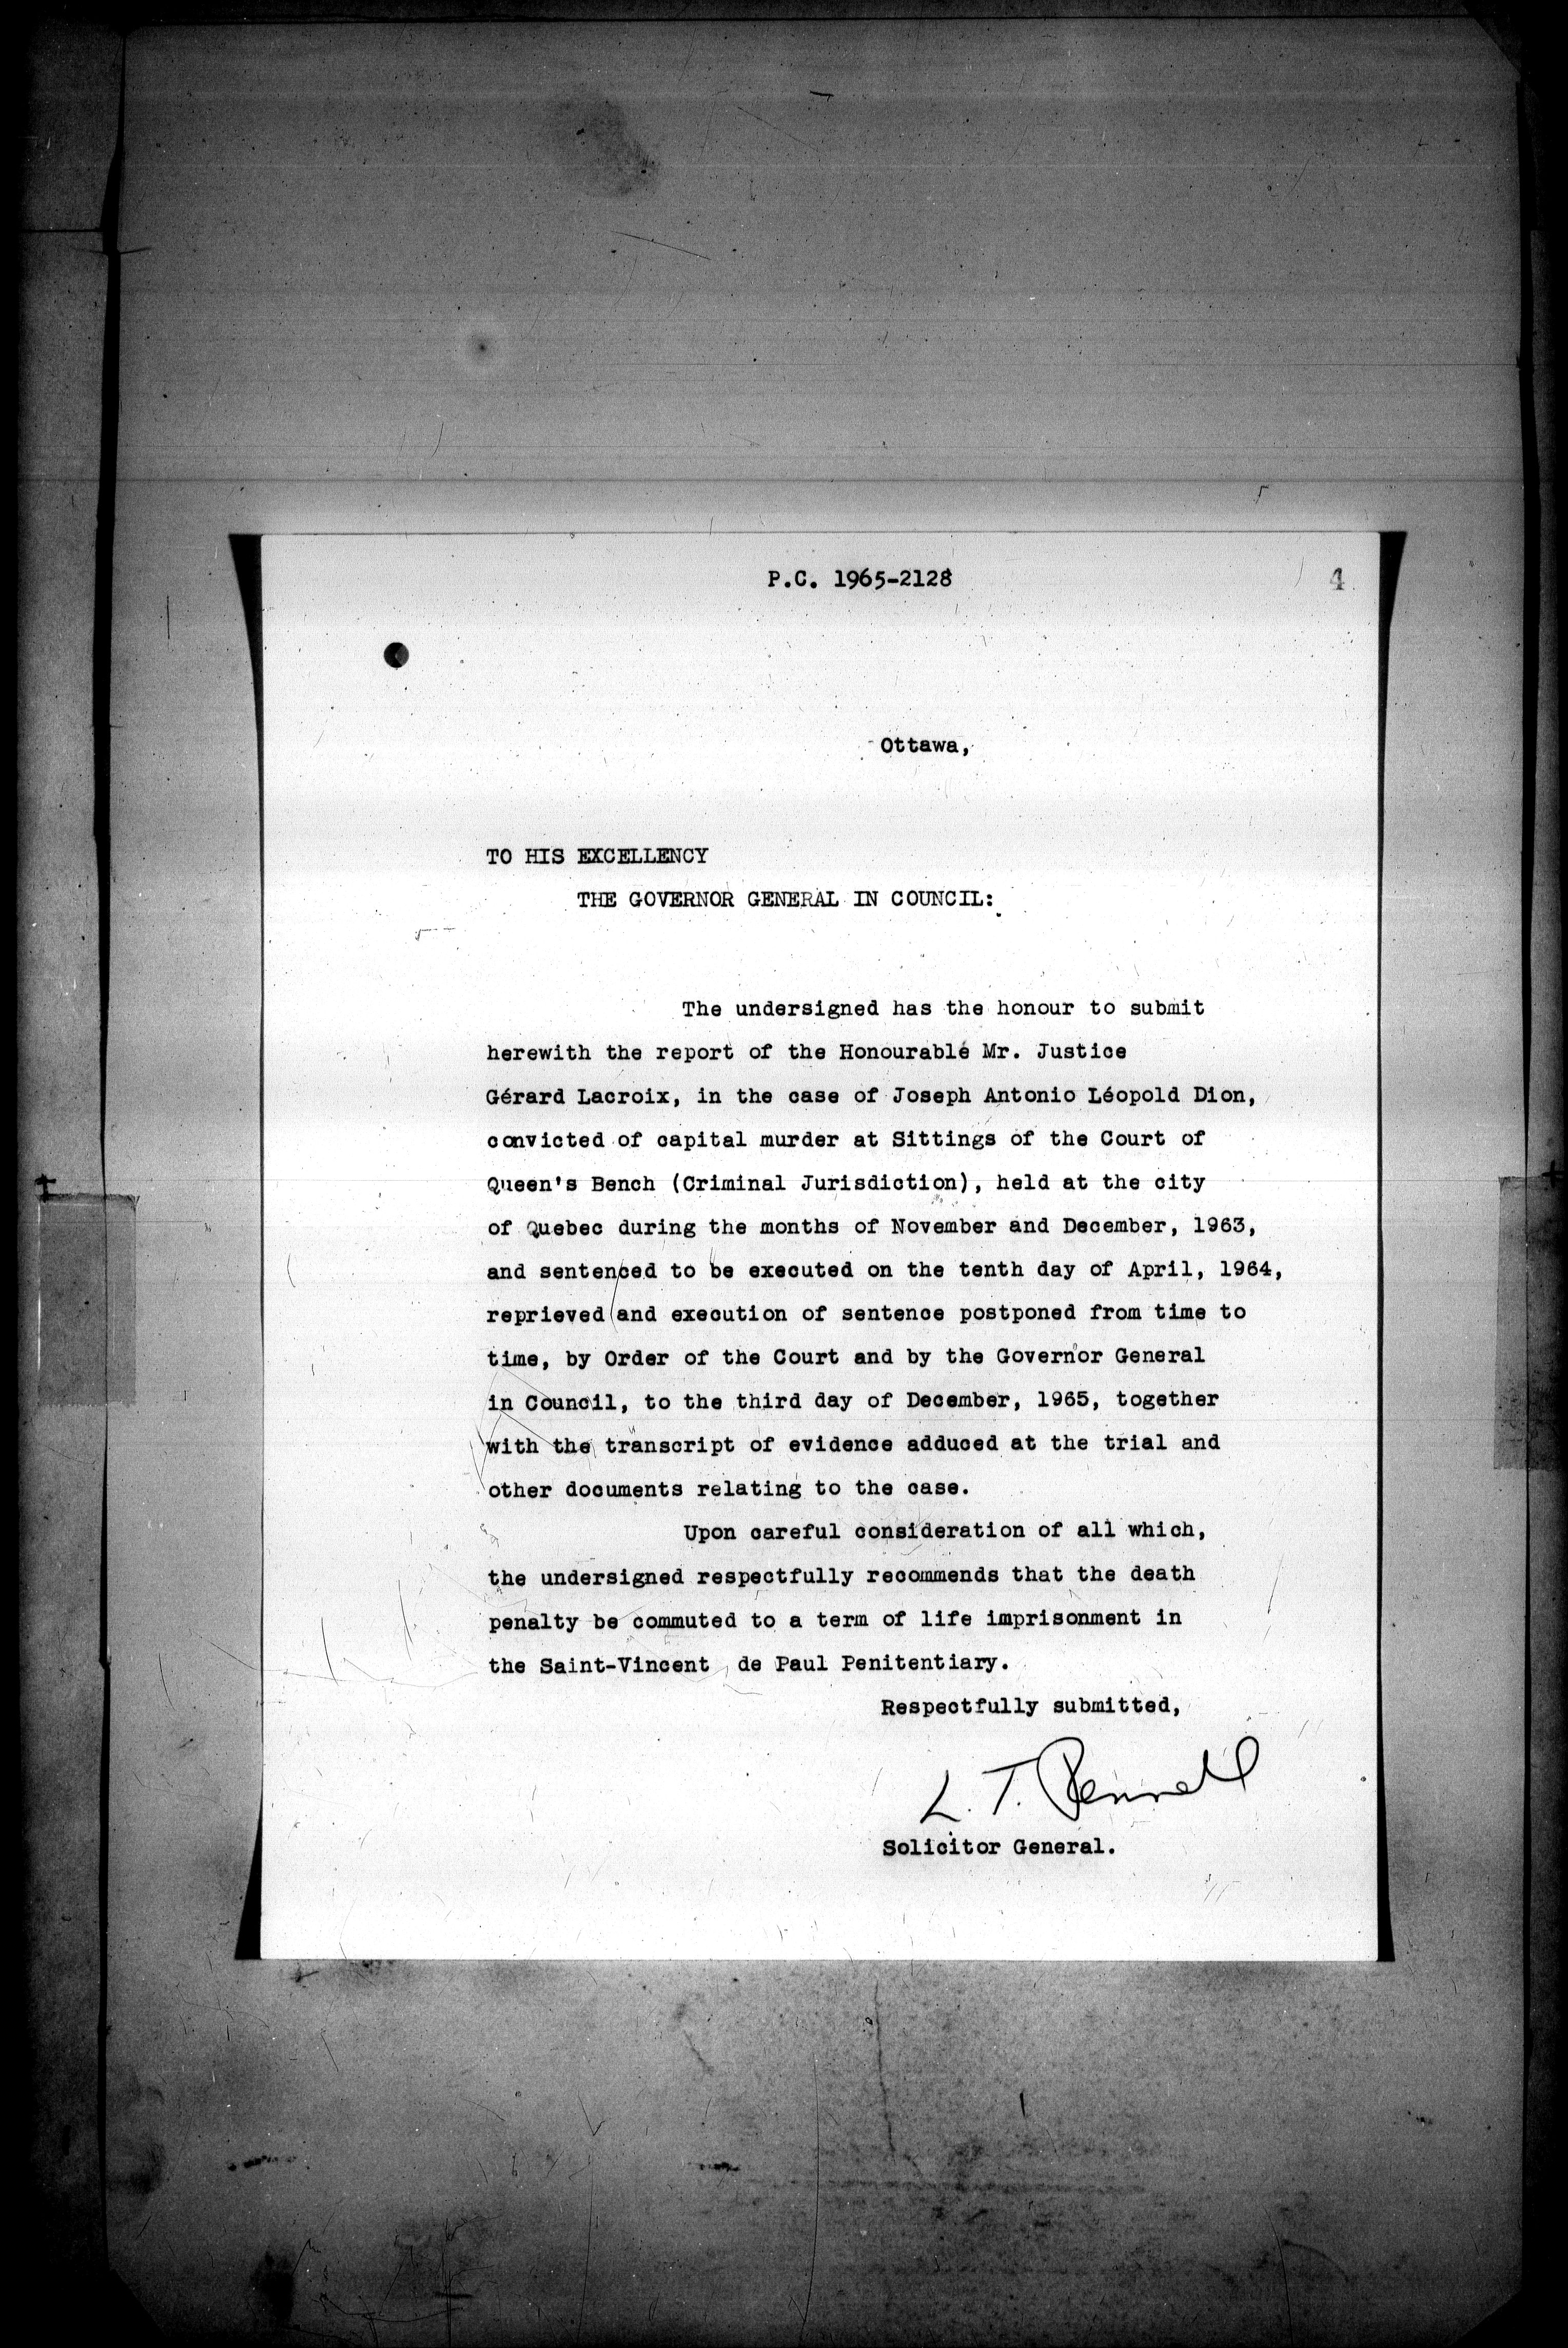 P.C. 1965-2128
4
Ottawa,
TO HIS EXCELLENCY
THE GOVERNOR GENERAL IN COUNCIL:
The undersigned has the honour to submit
herewith the report of the Honourable Mr. Justice
Gérard Lacroix, in the case of Joseph Antonio Léopold Dion,
convicted of capital murder at Sittings of the Court of
Queen's Bench (Criminal Jurisdiction), held at the city
of Quebec during the months of November and December, 1963,
and sentenced to be executed on the tenth day of April, 1964,
reprieved and execution of sentence postponed from time to
time, by Order of the Court and by the Governor General
in Council, to the third day of December, 1965, together
with the transcript of evidence adduced at the trial and
other documents relating to the case.
Upon careful consideration of all which,
the undersigned respectfully recommends that the death
penalty be commuted to a term of life imprisonment in
the Saint-Vincent de Paul Penitentiary.
Respectfully submitted,
L. T. Pennell
Solicitor General.